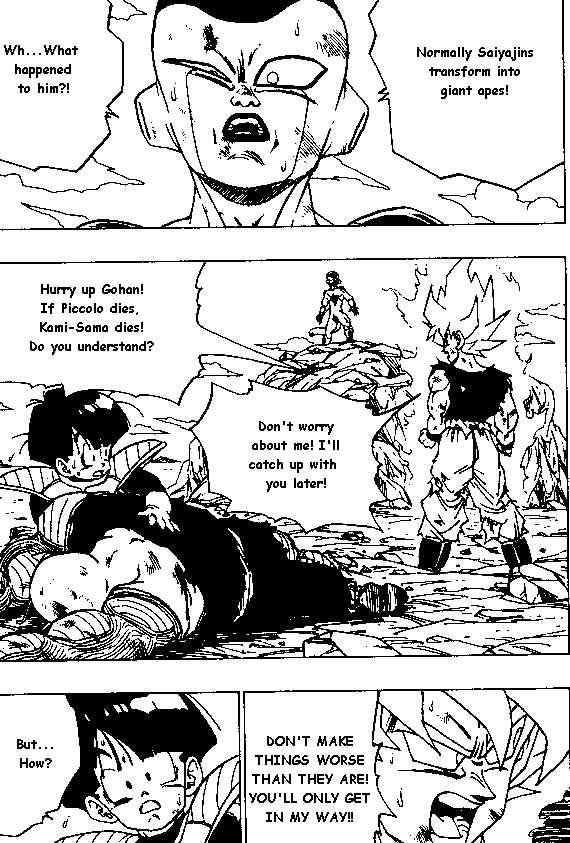 Wh...What
happened
to him?!
Normally Saiyajins
transform into
giant apes!
Hurry up Gohan!
If Piccolo dies,
Kami-Sama dies!
Do you understand?
Don't worry
about me! I'll
catch up with
you later!
But...
How?
DON'T MAKE
THINGS WORSE
THAN THEY ARE!
YOU'LL ONLY GET
IN MY WAY!!